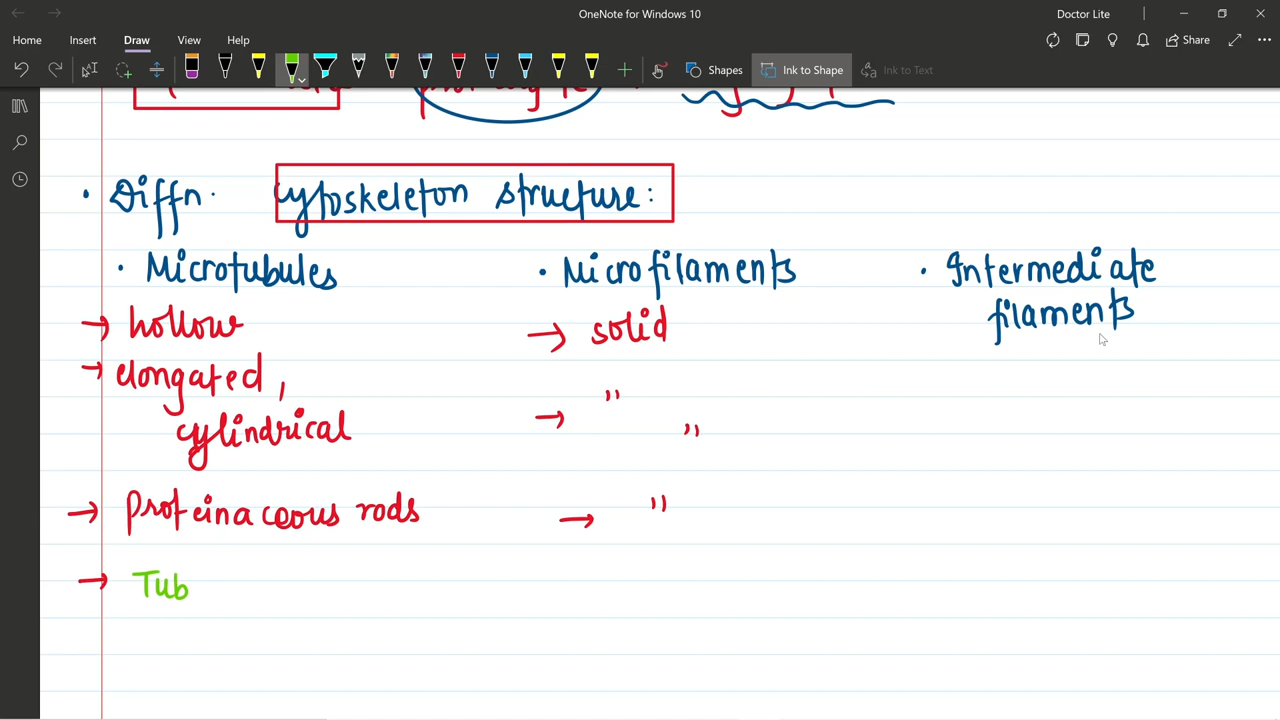 OneNote for Windows 10
Doctor Lite
Home Insert Draw View Help
Share
Shapes
Ink to Shape
Ink to Text
· Diffn. Cytoskeleton structure:
· Microtubules · Microfilaments · Intermediate
filaments
→ hollow → solid
→ elongated, → "
cylindrical "
→ Proteinaceous rods → "
→ Tub